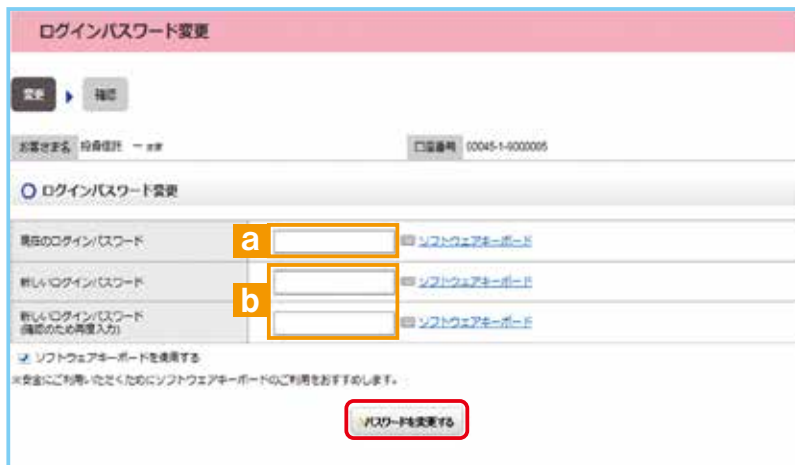 ログインパスワード変更
変更 確認
お客さま名 投資信託 一 口座番号 00045-1-9000005
ログインパスワード変更
現在のログインパスワード a ソフトウェアキーボード
新しいログインパスワード b ソフトウェアキーボード
新しいログインパスワード
(確認のため再度入力) ソフトウェアキーボード
ソフトウェアキーボードを使用する
※安全にご利用いただくためにソフトウェアキーボードのご利用をおすすめします。
パスワードを変更する